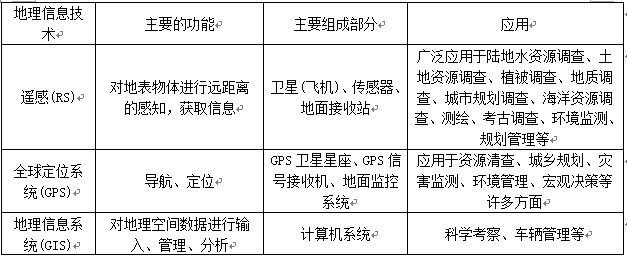 地理信息技
术
主要的功能
主要组成部分
应用
遥感(RS)
对地表物体进行远距离
的感知，获取信息
卫星(飞机)、传感器、
地面接收站
广泛应用于陆地水资源调查、土
地资源调查、植被调查、地质调
查、城市规划调查、海洋资源调
查、测绘、考古调查、环境监测、
规划管理等
全球定位系
统(GPS)
导航、定位
GPS 卫星星座、GPS 信
号接收机、地面监控
系统
应用于资源清查、城乡规划、灾
害监测、环境管理、宏观决策等
许多方面
地理信息系
统(GIS)
对地理空间数据进行输
入、管理、分析
计算机系统
科学考察、车辆管理等